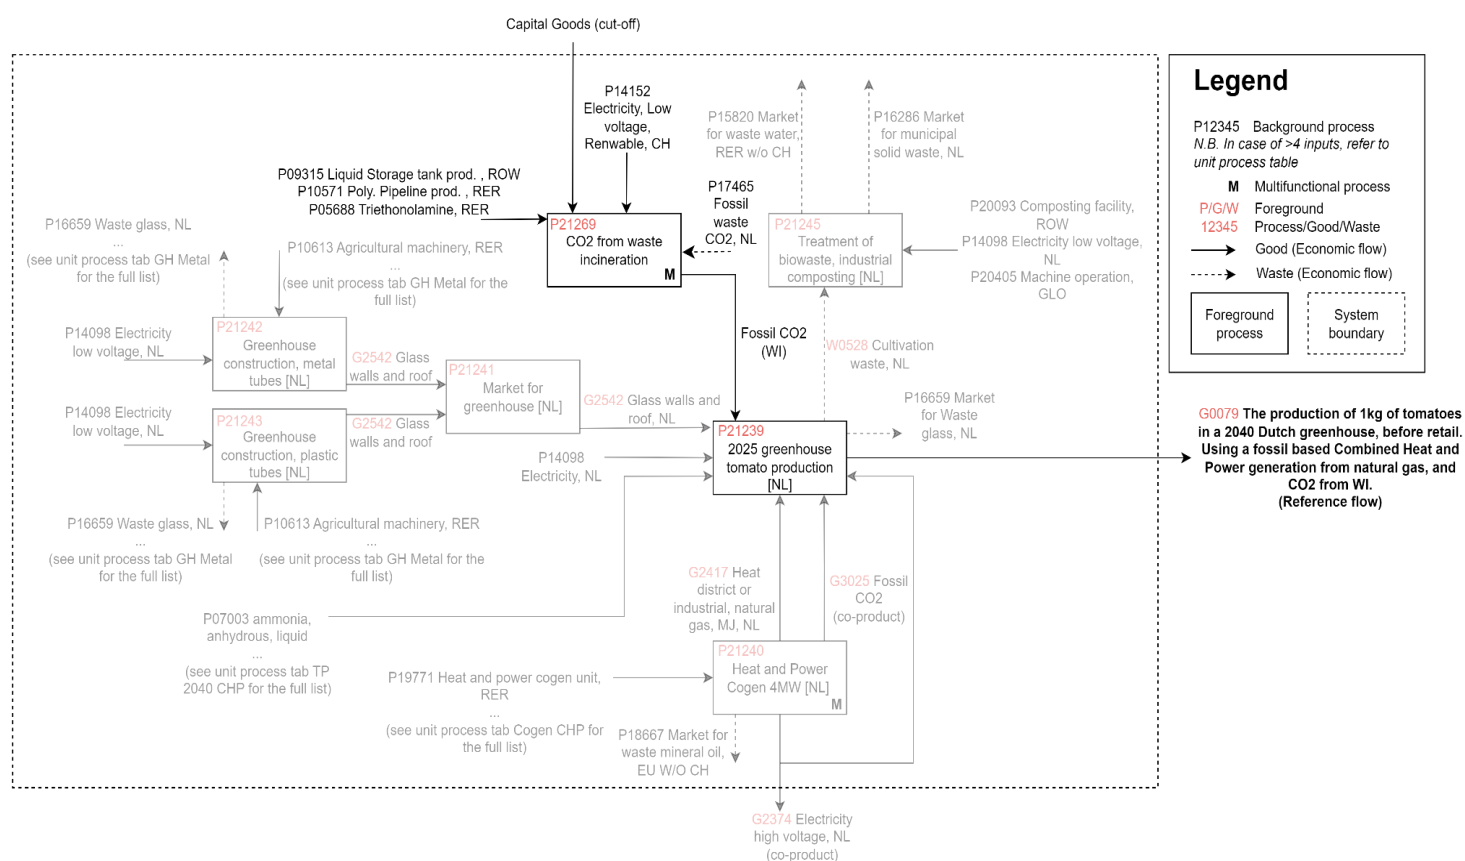 Capital Goods (cut-off)
P14152
Electricity, Low
voltage,
Renwable, CH
P09315 Liquid Storage tank prod. , ROW
P10571 Poly. Pipeline prod. , RER
P05688 Triethonolamine, RER
P17465
Fossil
waste
CO2, NL
P21269
CO2 from waste
incineration
M
P15820 Market
for waste water,
RER w/o CH
P16286 Market
for municipal
solid waste, NL
P21245
Treatment of
biowaste, industrial
composting [NL]
P20093 Composting facility,
ROW
P14098 Electricity low voltage,
NL
P20405 Machine operation,
GLO
P16659 Waste glass, NL
...
(see unit process tab GH Metal
for the full list)
P10613 Agricultural machinery, RER
...
(see unit process tab GH Metal for the
full list)
P14098 Electricity
low voltage, NL
P21242
Greenhouse
construction, metal
tubes [NL]
G2542 Glass
walls and roof
P14098 Electricity
low voltage, NL
P21243
Greenhouse
construction, plastic
tubes [NL]
G2542 Glass
walls and roof
P21241
Market for
greenhouse [NL]
G2542 Glass walls and
roof, NL
Fossil CO2
(WI)
W0528 Cultivation
waste, NL
P16659 Market
for Waste
glass, NL
P21239
2025 greenhouse
tomato production
[NL]
P14098
Electricity, NL
P16659 Waste glass, NL
...
(see unit process tab GH Metal
for the full list)
P10613 Agricultural machinery, RER
...
(see unit process tab GH Metal for the
full list)
P07003 ammonia,
anhydrous, liquid
...
(see unit process tab TP
2040 CHP for the full list)
G2417 Heat
district or
industrial, natural
gas, MJ, NL
G3025 Fossil
CO2
(co-product)
P21240
Heat and Power
Cogen 4MW [NL]
M
P19771 Heat and power cogen unit,
RER
...
(see unit process tab Cogen CHP for
the full list)
P18667 Market for
waste mineral oil,
EU W/O CH
G2374 Electricity
high voltage, NL
(co-product)
Legend
P12345 Background process
N.B. In case of >4 inputs, refer to
unit process table
M Multifunctional process
P/G/W Foreground
12345 Process/Good/Waste
Good (Economic flow)
Waste (Economic flow)
Foreground
process
System
boundary
G0079 The production of 1kg of tomatoes
in a 2040 Dutch greenhouse, before retail.
Using a fossil based Combined Heat and
Power generation from natural gas, and
CO2 from WI.
(Reference flow)